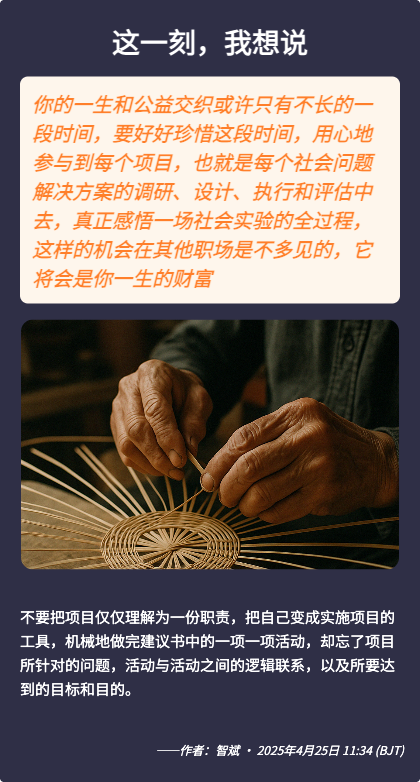 这一刻，我想说
你的一生和公益交织或许只有不长的一
段时间，要好好珍惜这段时间，用心地
参与到每个项目，也就是每个社会问题
解决方案的调研、设计、执行和评估中
去，真正感悟一场社会实验的全过程，
这样的机会在其他职场是不多见的，它
将会是你一生的财富
不要把项目仅仅理解为一份职责，把自己变成实施项目的
工具，机械地做完建议书中的一项一项活动，却忘了项目
所针对的问题，活动与活动之间的逻辑联系，以及所要达
到的目标和目的。
——作者：智斌 · 2025年4月25日 11:34 (BJT)